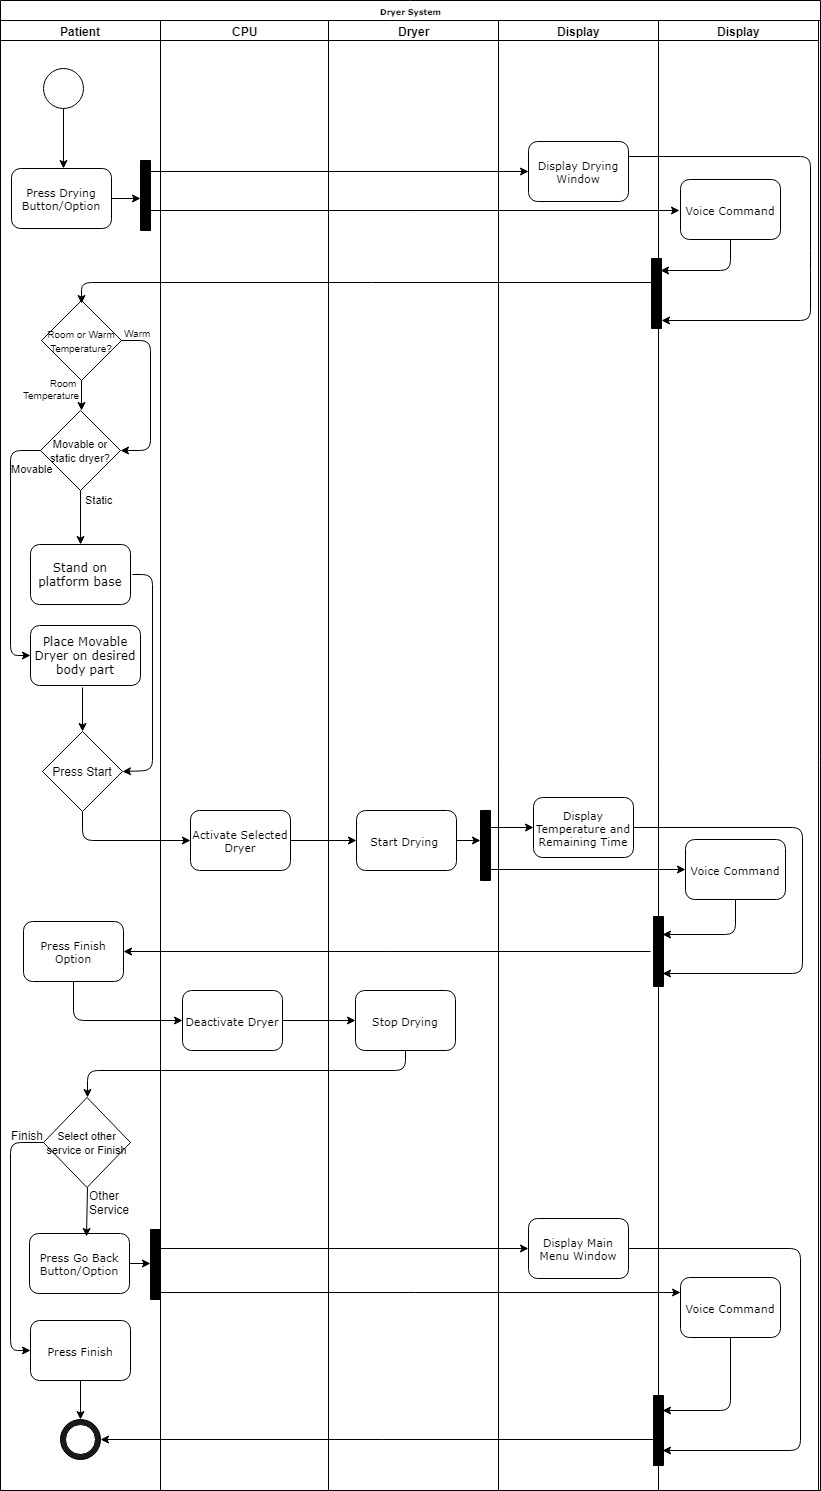 Dryer System
Patient
CPU
Dryer
Display
Display
Press Drying
Button/Option
Display Drying
Window
Voice Command
Room or Warm
Temperature?
Warm
Room
Temperature
Movable or
static dryer?
Movable
Static
Stand on
platform base
Place Movable
Dryer on desired
body part
Press Start
Activate Selected
Dryer
Start Drying
Display
Temperature and
Remaining Time
Voice Command
Press Finish
Option
Deactivate Dryer
Stop Drying
Finish
Select other
service or Finish
Other
Service
Press Go Back
Button/Option
Display Main
Menu Window
Voice Command
Press Finish